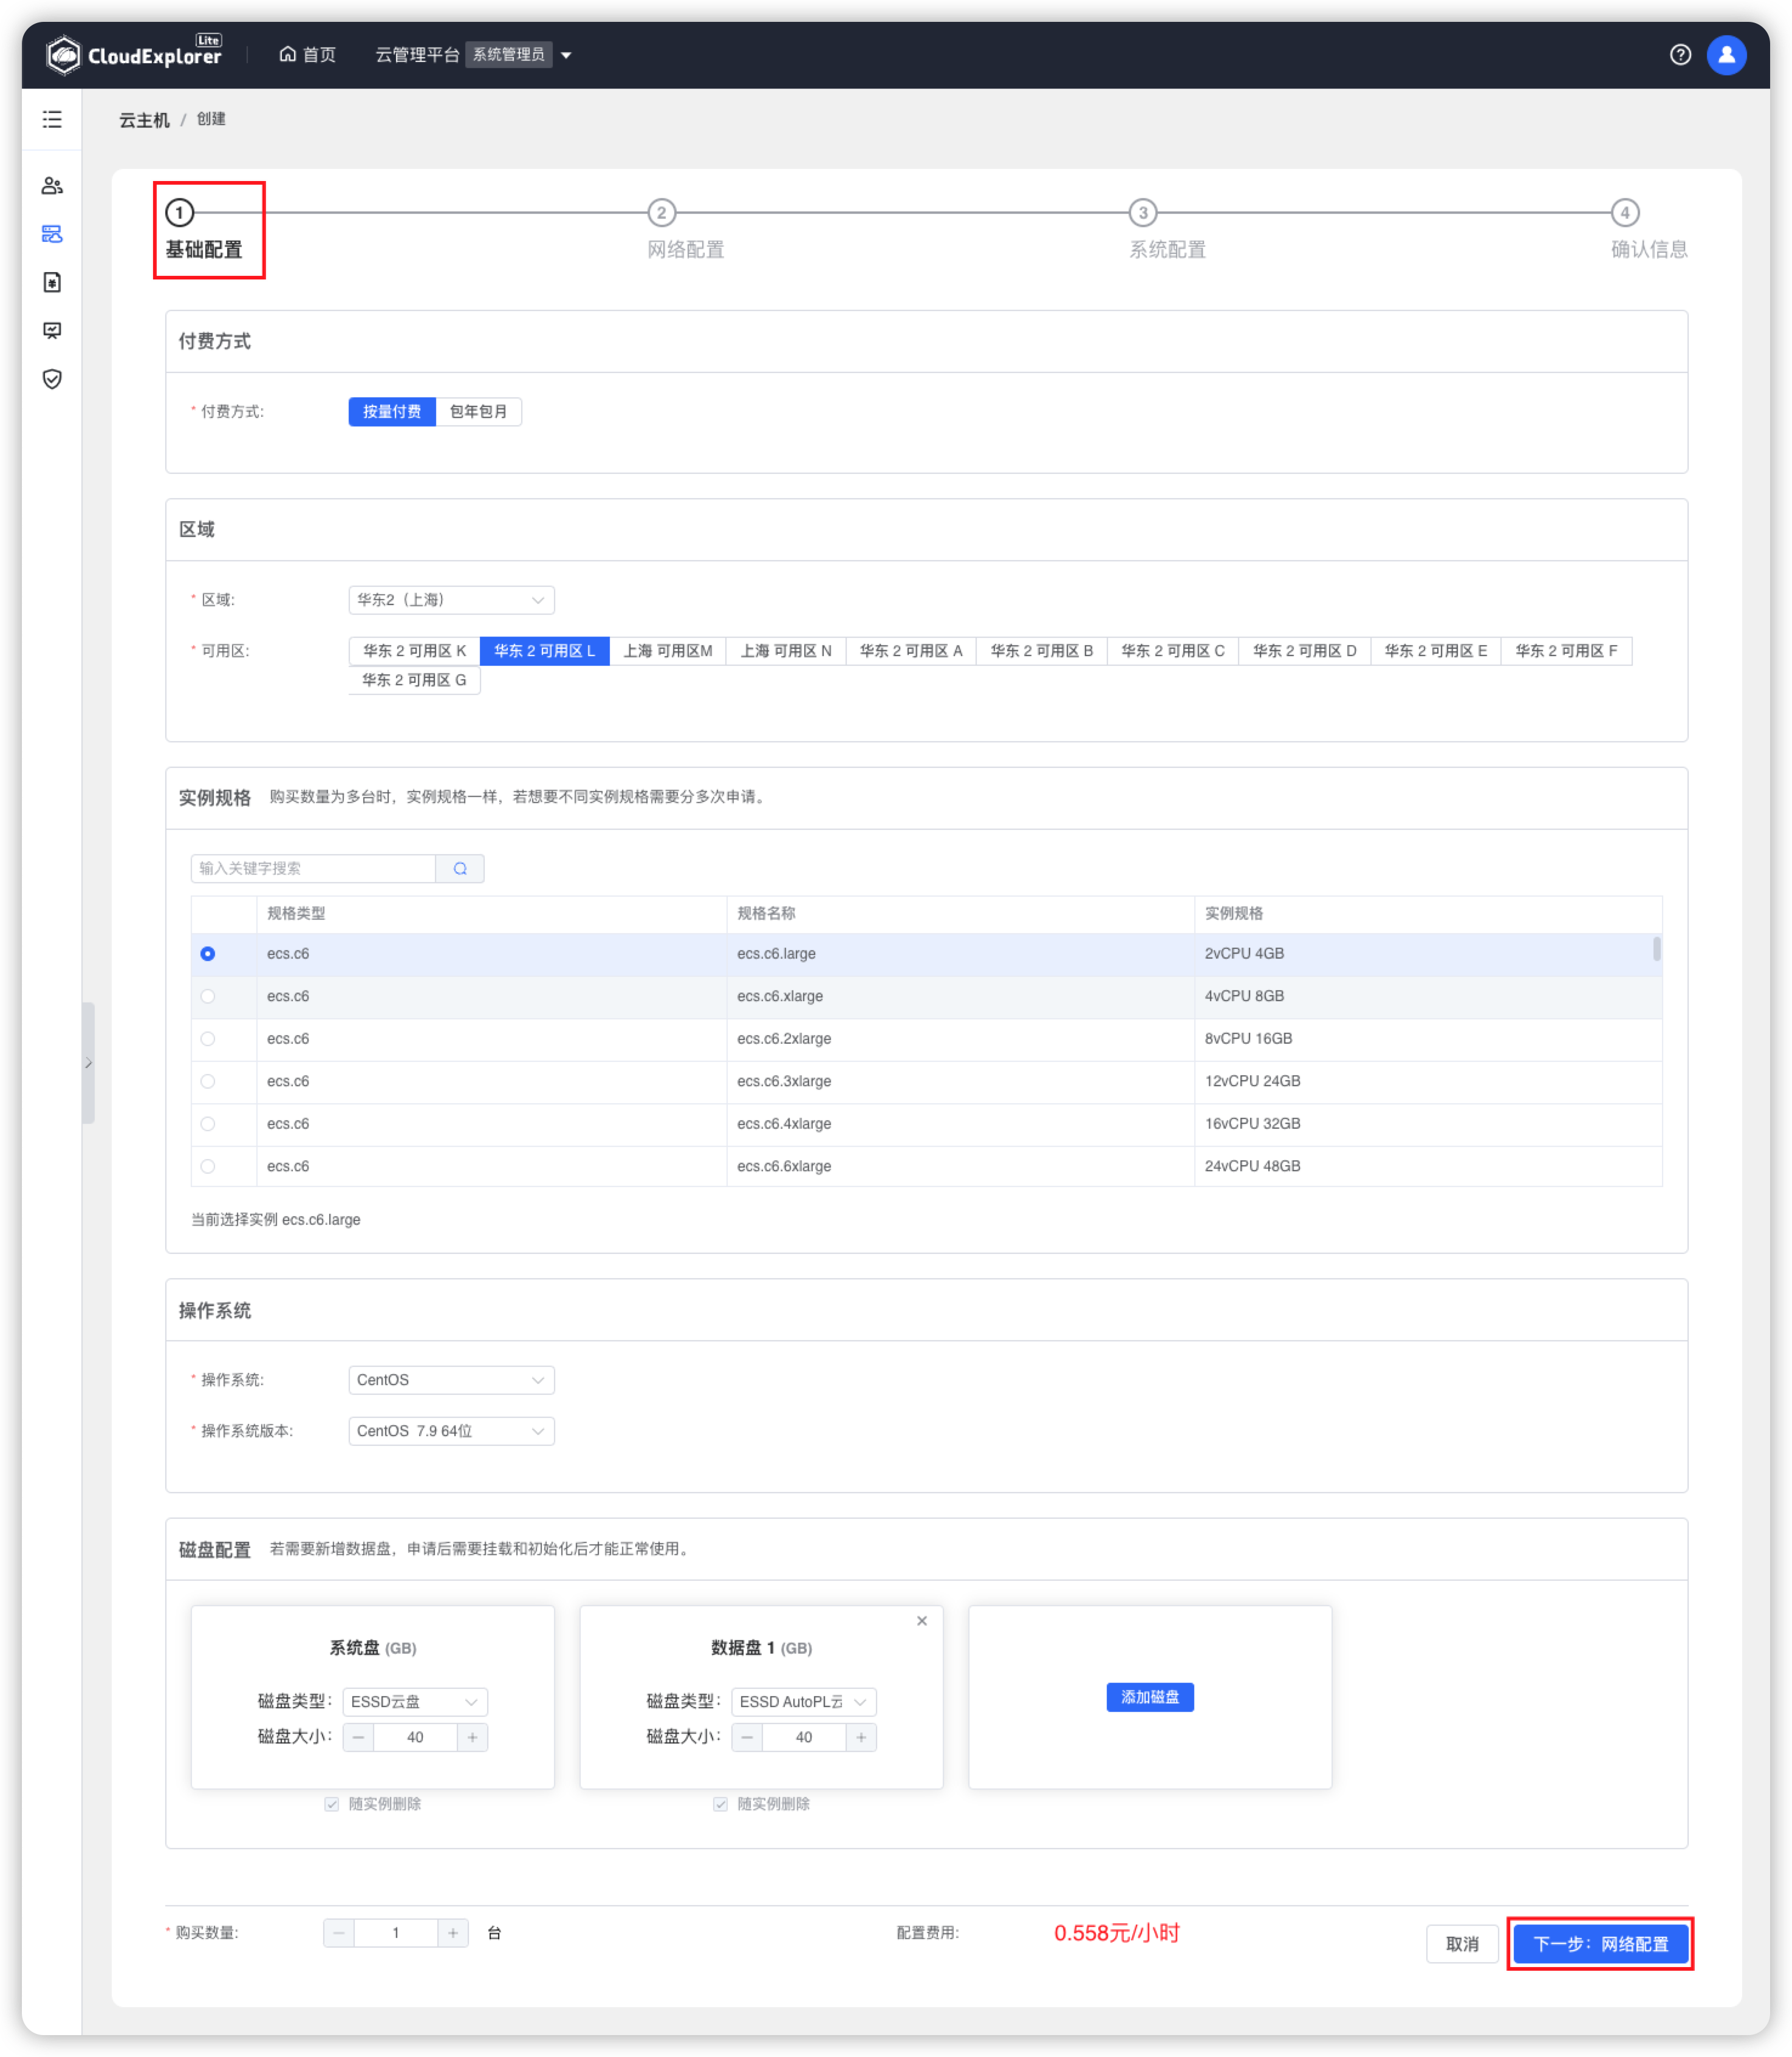 CloudExplorer Lite
首页
云管理平台 系统管理员
云主机 / 创建
1 2 3 4
基础配置 网络配置 系统配置 确认信息
付费方式
* 付费方式: 按量付费 包年包月
区域
* 区域: 华东2（上海）
* 可用区: 华东 2 可用区 K 华东 2 可用区 L 上海 可用区M 上海 可用区 N 华东 2 可用区 A 华东 2 可用区 B 华东 2 可用区 C 华东 2 可用区 D 华东 2 可用区 E 华东 2 可用区 F
华东 2 可用区 G
实例规格 购买数量为多台时，实例规格一样，若想要不同实例规格需要分多次申请。
输入关键字搜索
规格类型 规格名称 实例规格
ecs.c6 ecs.c6.large 2vCPU 4GB
ecs.c6 ecs.c6.xlarge 4vCPU 8GB
ecs.c6 ecs.c6.2xlarge 8vCPU 16GB
ecs.c6 ecs.c6.3xlarge 12vCPU 24GB
ecs.c6 ecs.c6.4xlarge 16vCPU 32GB
ecs.c6 ecs.c6.6xlarge 24vCPU 48GB
当前选择实例 ecs.c6.large
操作系统
* 操作系统: CentOS
* 操作系统版本: CentOS 7.9 64位
磁盘配置 若需要新增数据盘，申请后需要挂载和初始化后才能正常使用。
系统盘 (GB) 数据盘 1 (GB)
磁盘类型: ESSD云盘 磁盘类型: ESSD AutoPL云 添加磁盘
磁盘大小: 40 磁盘大小: 40
随实例删除 随实例删除
* 购买数量: 1 台 配置费用: 0.558元/小时 取消 下一步：网络配置